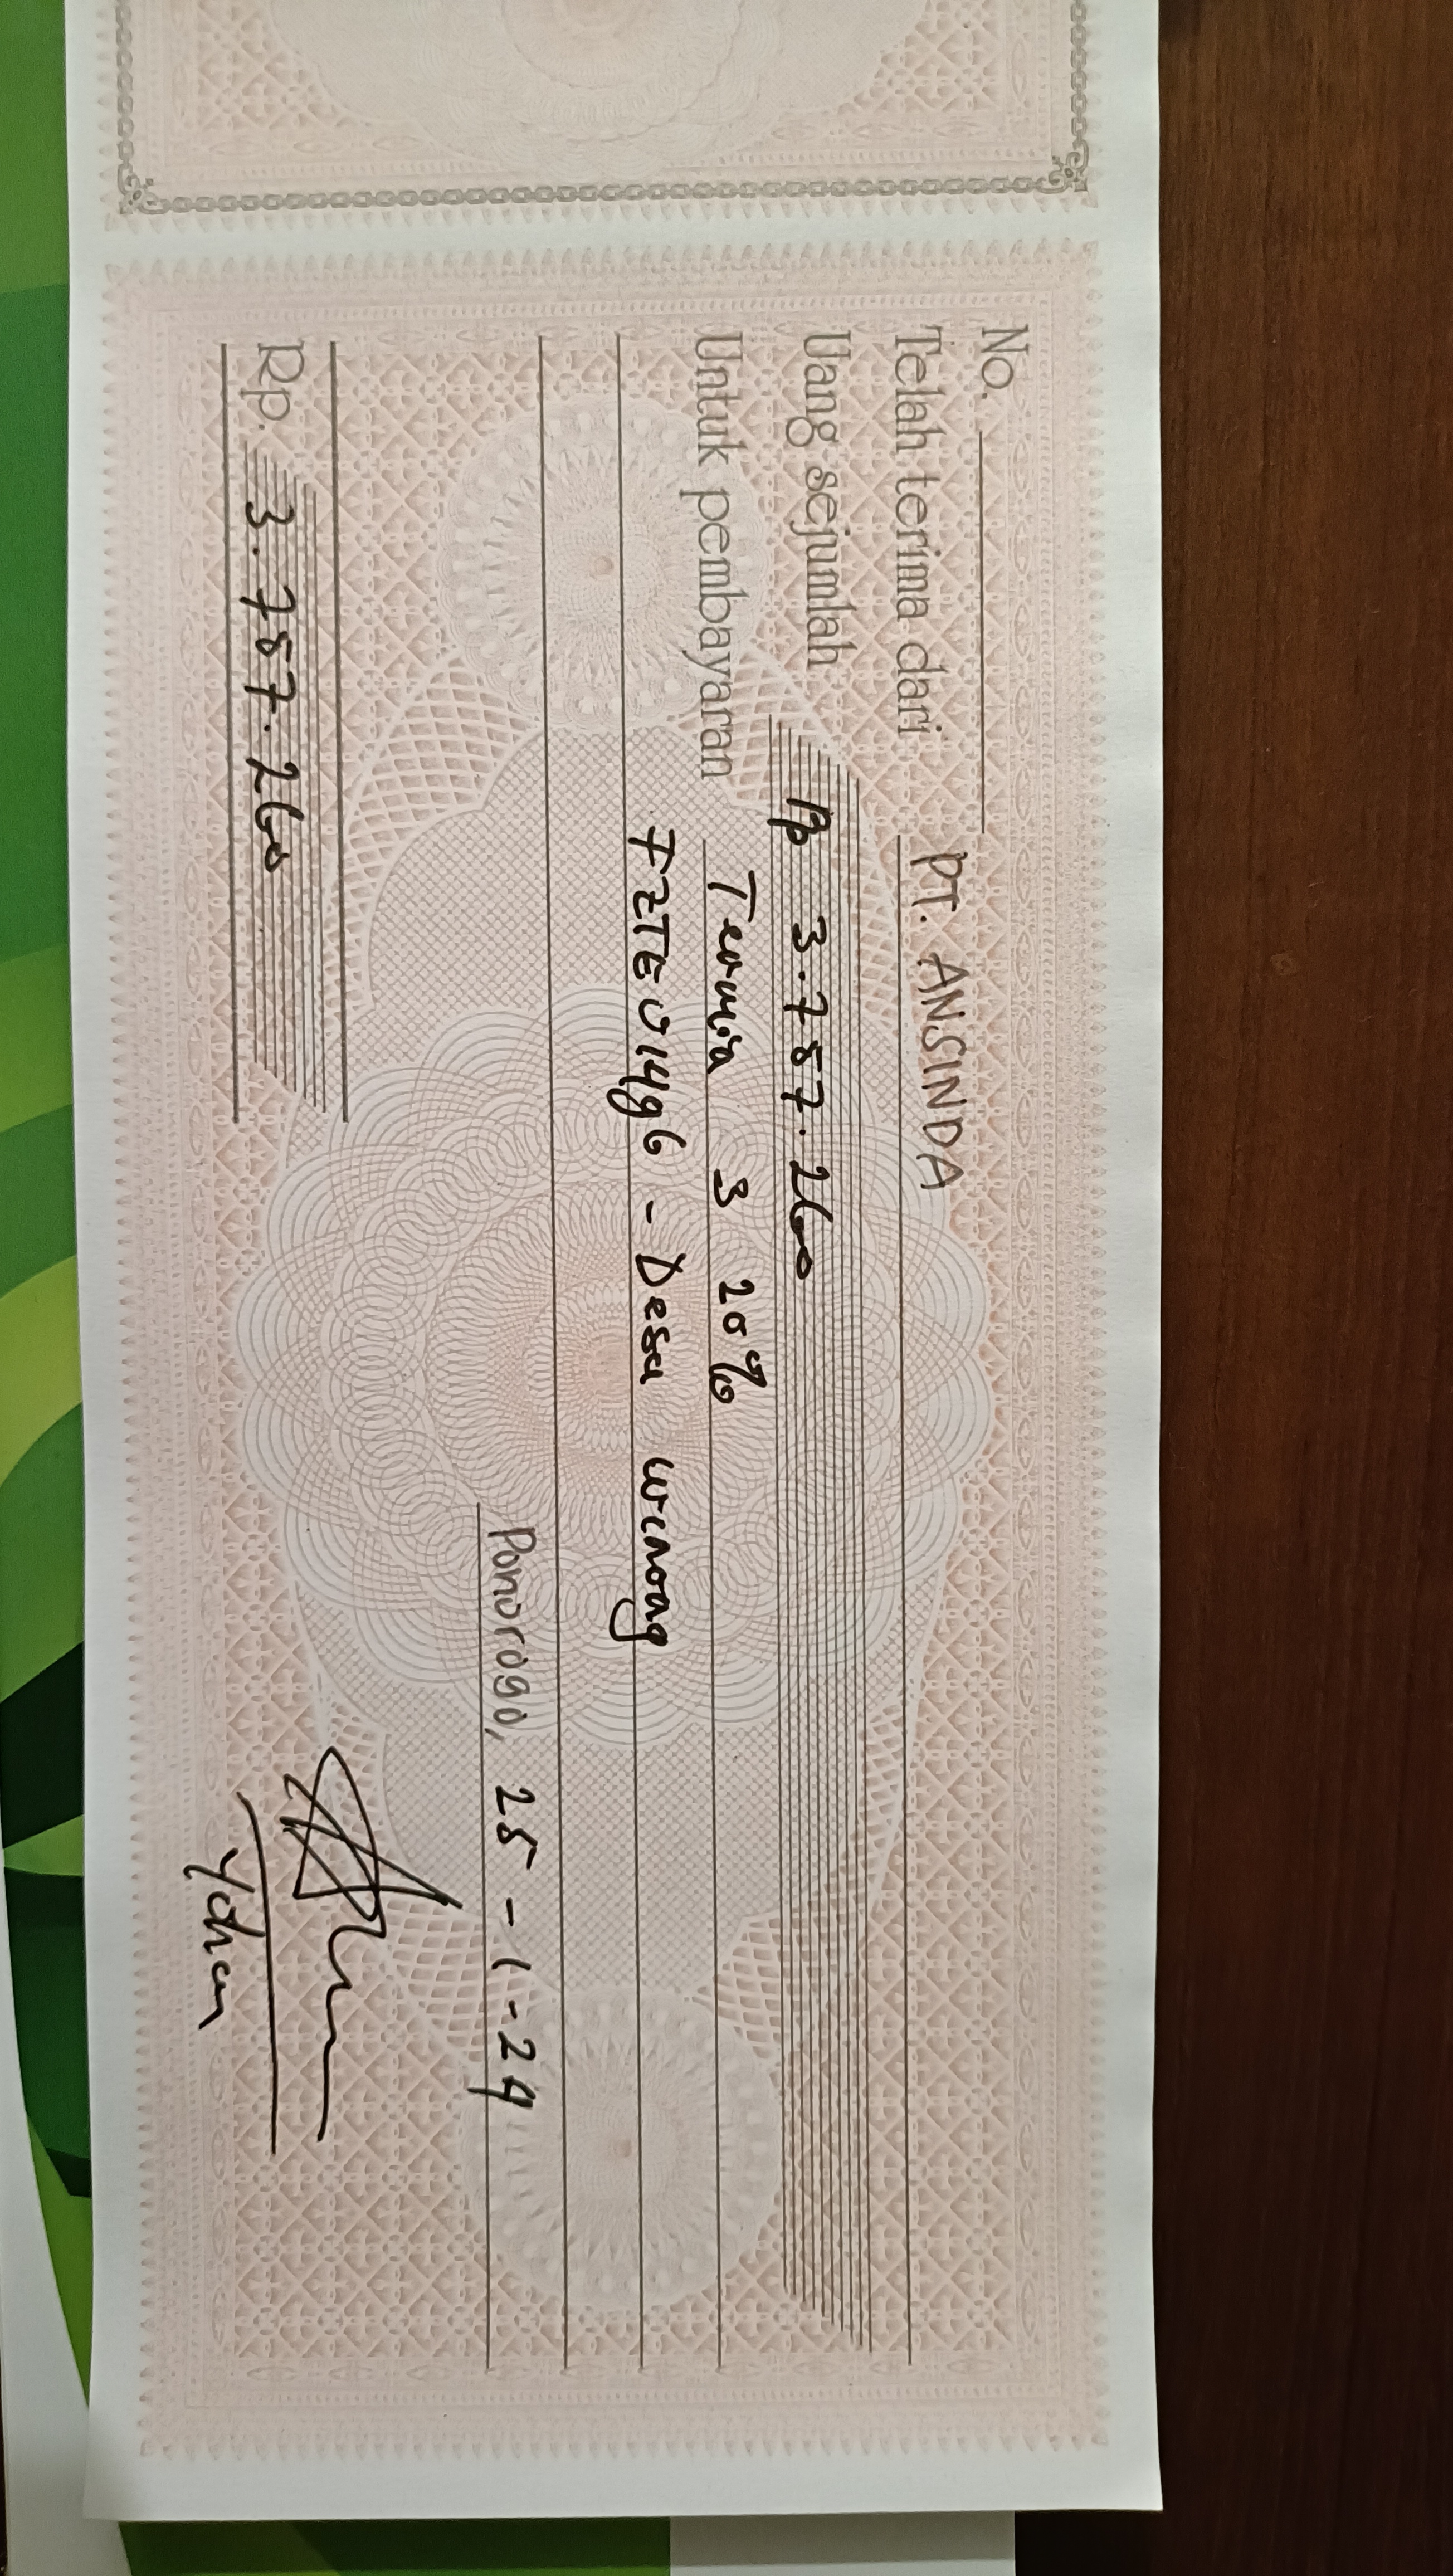 No.
Telah terima dari PT. ANSINDA
Uang sejumlah Rp 3.757.260
Untuk pembayaran Termin 3 20%
FZTEU1496 - Desa Winong
Ponorogo, 25 - 1 - 24
Rp. 3.757.260
Yohan